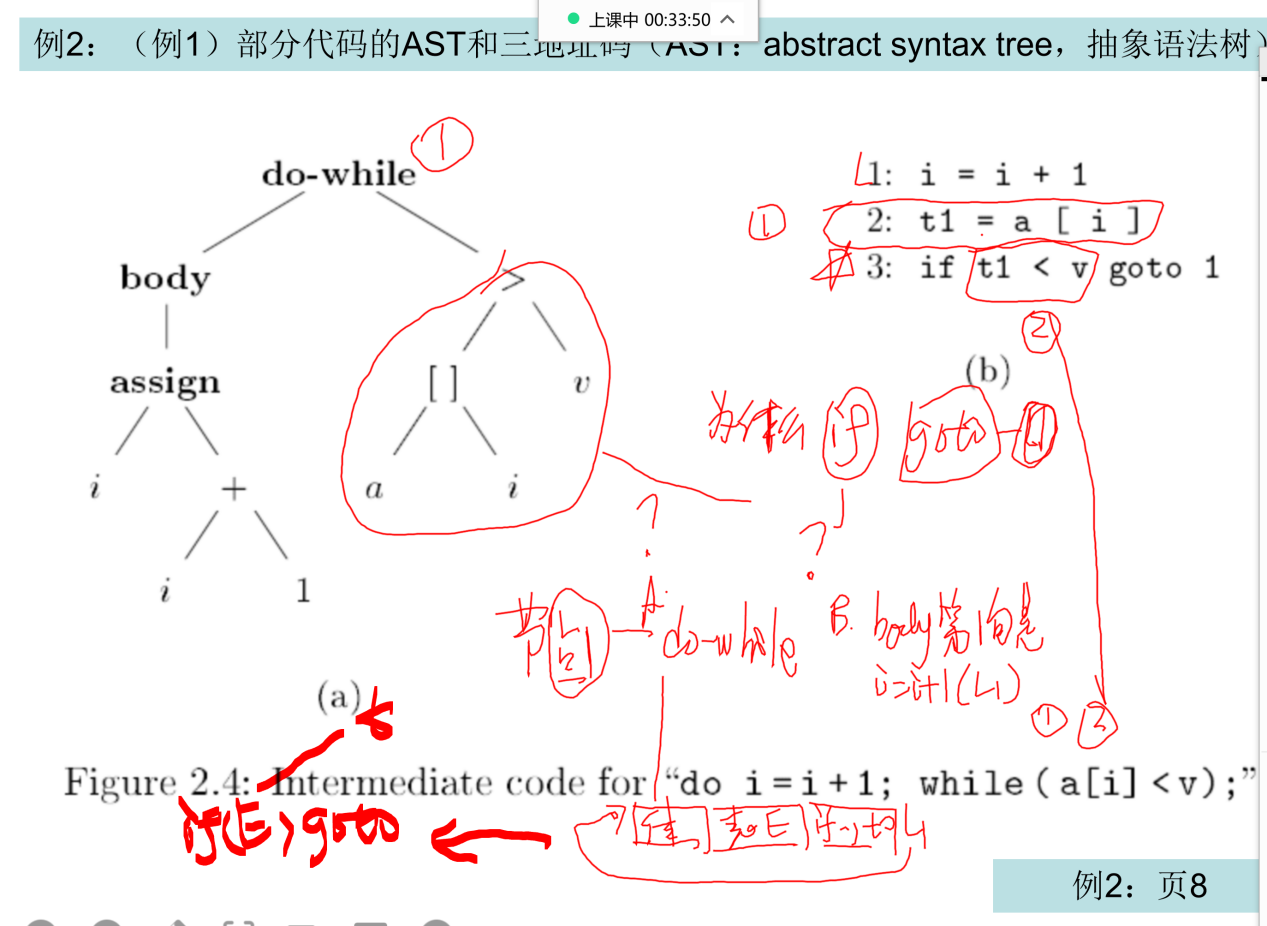 上课中 00:33:50
例2：（例1）部分代码的AST和三地址码（AST：abstract syntax tree，抽象语法树）
do-while ①
body >
assign [ ] v
i + a i
i 1
(a)
L1: i = i + 1
① 2: t1 = a [ i ]
3: if t1 < v goto 1
②
(b)
为什么 if goto
?
?
节点 A. do-while
B. body第1句是
i=i+1(L1)
① ②
Figure 2.4: Intermediate code for “do i=i+1; while(a[i]<v);”
if(E) goto
L1
例2：页8